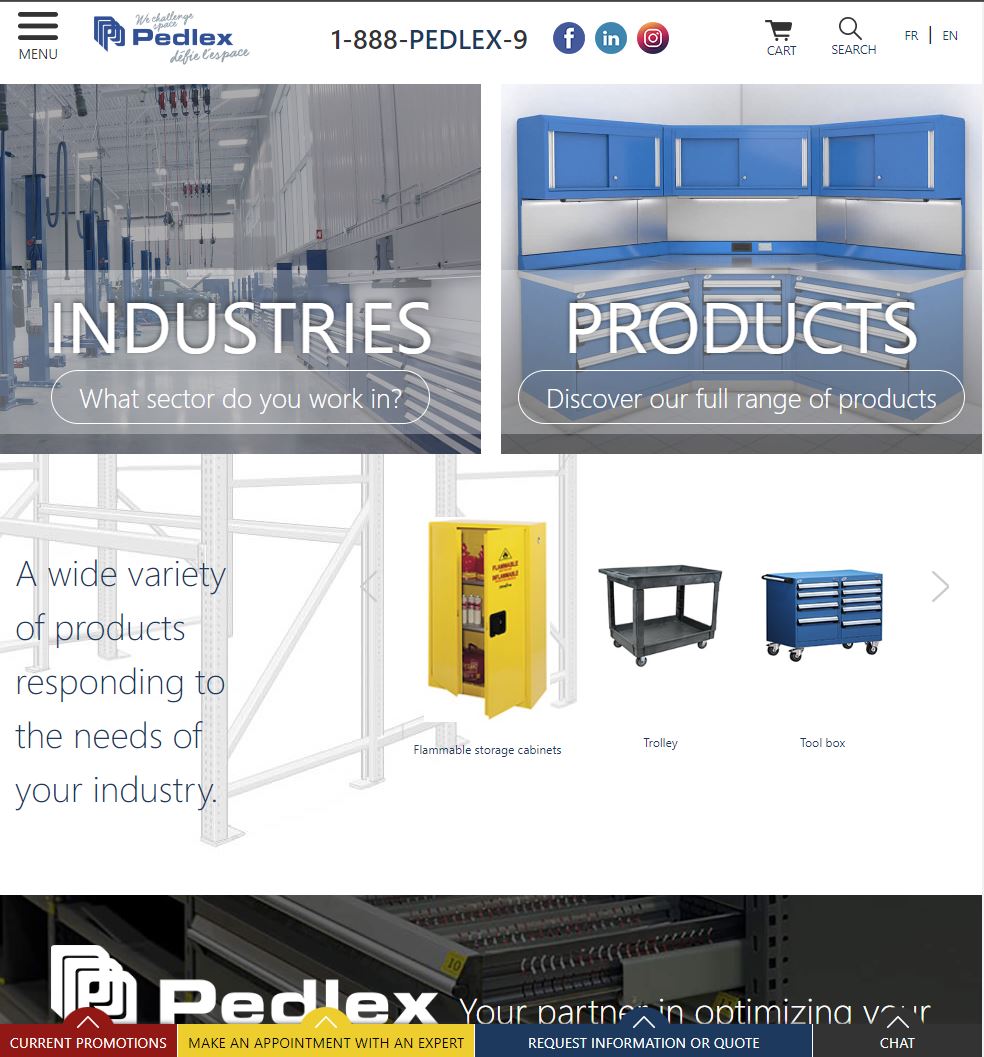 MENU
We challenge
space
Pedlex
défie l'espace
1-888-PEDLEX-9
CART
SEARCH
FR | EN
INDUSTRIES
What sector do you work in?
PRODUCTS
Discover our full range of products
A wide variety
of products
responding to
the needs of
your industry.
FLAMMABLE
INFLAMMABLE
Flammable storage cabinets
Trolley
Tool box
10
Pedlex
Your partner in optimizing your
CURRENT PROMOTIONS
MAKE AN APPOINTMENT WITH AN EXPERT
REQUEST INFORMATION OR QUOTE
CHAT